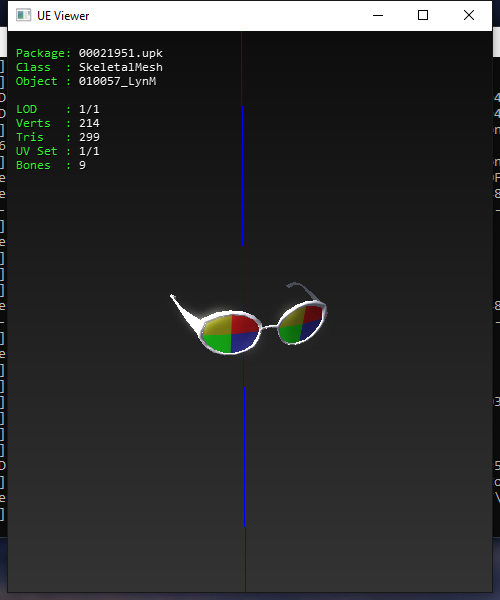 UE Viewer
Package: 00021951.upk
Class  : SkeletalMesh
Object : 010057_LynM
LOD    : 1/1
Verts  : 214
Tris   : 299
UV Set : 1/1
Bones  : 9